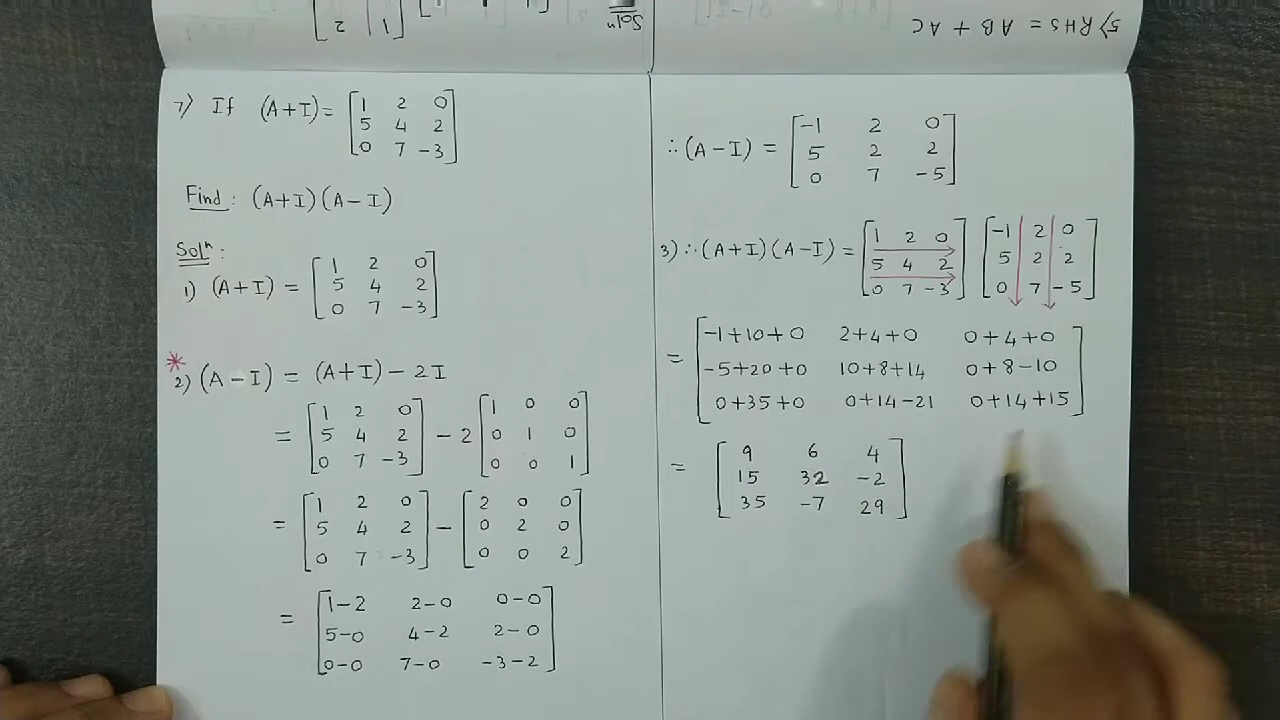 5) RHS = AB + AC
Solⁿ
1 2
7) If (A+I)= [1 2 0
5 4 2
0 7 -3]
Find: (A+I)(A-I)
Solⁿ:
1) (A+I) = [1 2 0
5 4 2
0 7 -3]
* 2) (A-I) = (A+I) - 2I
= [1 2 0
5 4 2
0 7 -3] - 2 [1 0 0
0 1 0
0 0 1]
= [1 2 0
5 4 2
0 7 -3] - [2 0 0
0 2 0
0 0 2]
= [1-2 2-0 0-0
5-0 4-2 2-0
0-0 7-0 -3-2]
∴ (A-I) = [-1 2 0
5 2 2
0 7 -5]
3) ∴ (A+I)(A-I) = [1 2 0
5 4 2
0 7 -3] [-1 2 0
5 2 2
0 7 -5]
= [-1+10+0 2+4+0 0+4+0
-5+20+0 10+8+14 0+8-10
0+35+0 0+14-21 0+14+15]
= [9 6 4
15 32 -2
35 -7 29]